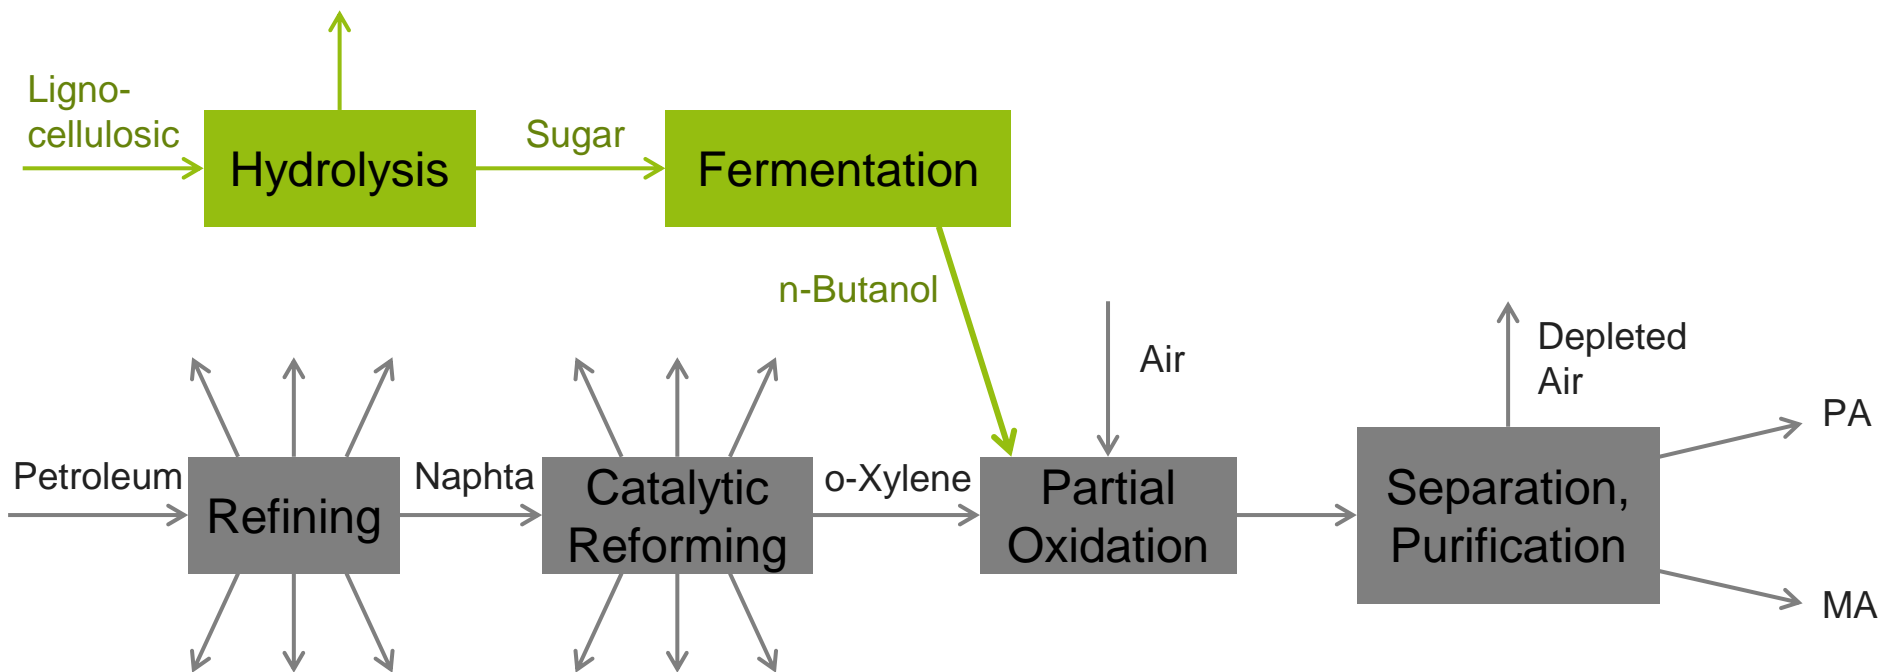 Ligno-
cellulosic
Hydrolysis
Sugar
Fermentation
n-Butanol
Air
Depleted
Air
PA
Petroleum
Refining
Naphta
Catalytic
Reforming
o-Xylene
Partial
Oxidation
Separation,
Purification
MA